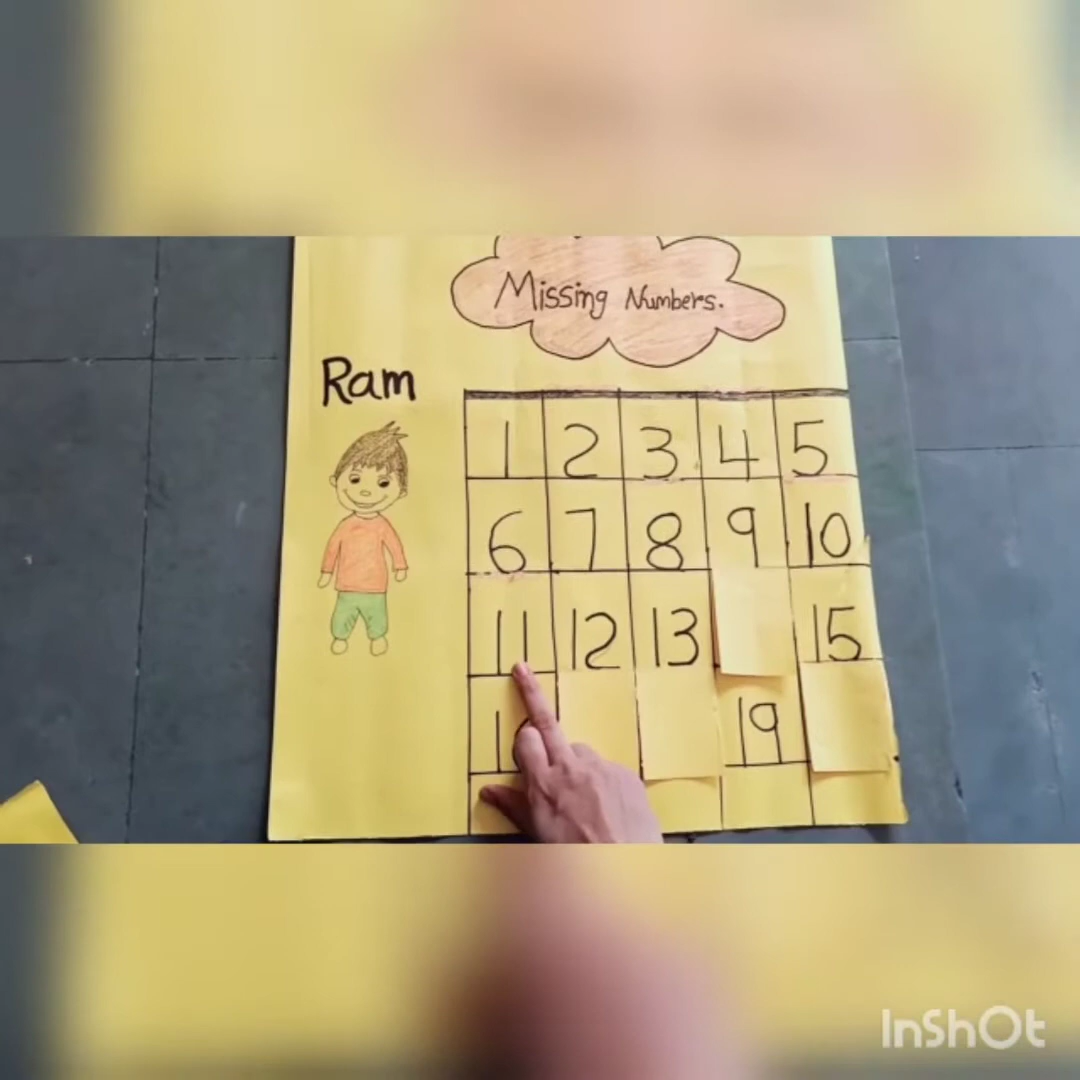 Missing Numbers.
Ram
1 2 3 4 5
6 7 8 9 10
11 12 13 15
19
InShOt